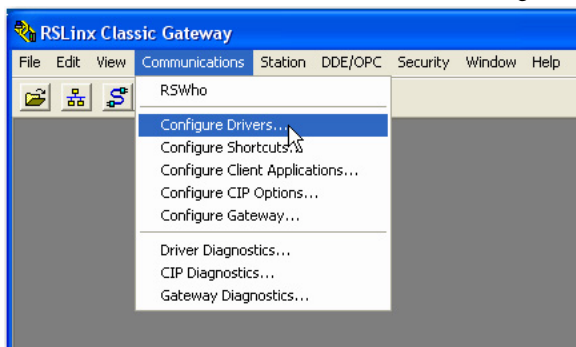 RSLinx Classic Gateway
File Edit View Communications Station DDE/OPC Security Window Help
RSWho
Configure Drivers...
Configure Shortcuts...
Configure Client Applications...
Configure CIP Options...
Configure Gateway...
Driver Diagnostics...
CIP Diagnostics...
Gateway Diagnostics...